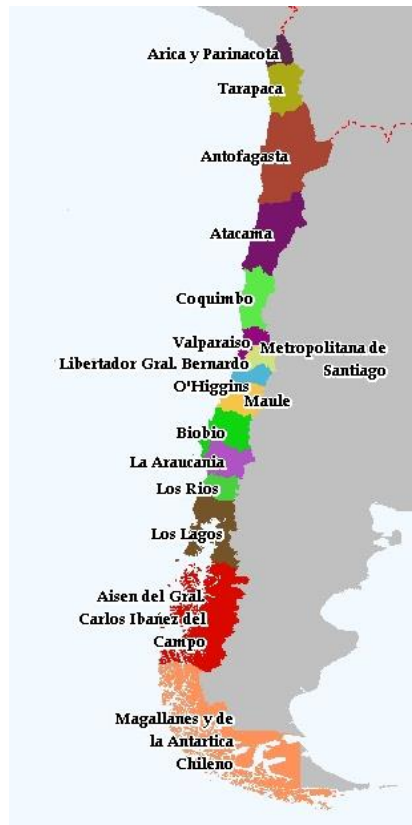 Arica y Parinacota
Tarapaca
Antofagasta
Atacama
Coquimbo
Valparaiso
Metropolitana de
Santiago
Libertador Gral. Bernardo
O'Higgins
Maule
Biobio
La Araucania
Los Rios
Los Lagos
Aisen del Gral.
Carlos Ibañez del
Campo
Magallanes y de
la Antartica
Chileno